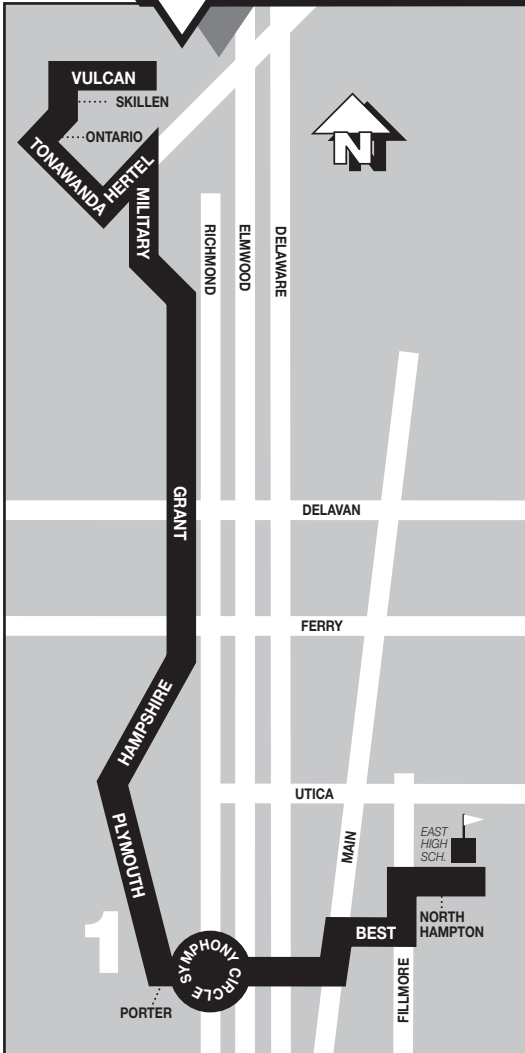 VULCAN
SKILLEN
ONTARIO
TONAWANDA
HERTEL
MILITARY
N
RICHMOND
ELMWOOD
DELAWARE
GRANT
DELAVAN
FERRY
HAMPSHIRE
UTICA
PLYMOUTH
MAIN
EAST
HIGH
SCH.
1
SYMPHONY CIRCLE
BEST
NORTH
HAMPTON
FILLMORE
PORTER